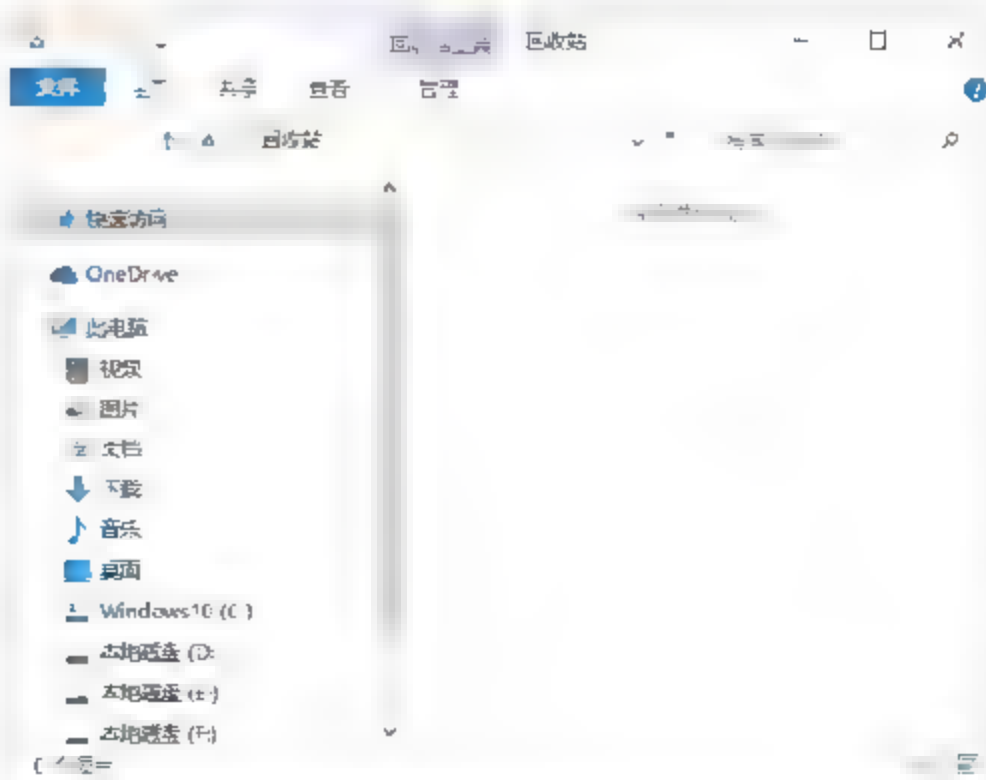 回收站
文件 主页 共享 查看 管理
回收站
快速访问
OneDrive
此电脑
视频
图片
文档
下载
音乐
桌面
Windows10 (C:)
本地磁盘 (D:
本地磁盘 (E:)
本地磁盘 (F:)